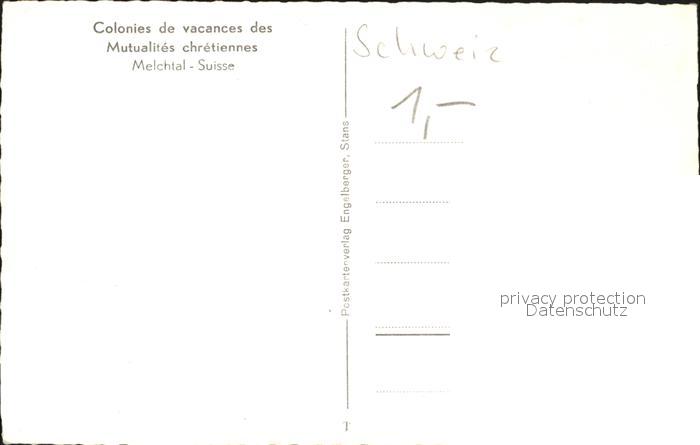 Colonies de vacances des
Mutualités chrétiennes
Melchtal - Suisse
Postkartenverlag Engelberger, Stans
T
Schweiz
1,-
privacy protection
Datenschutz